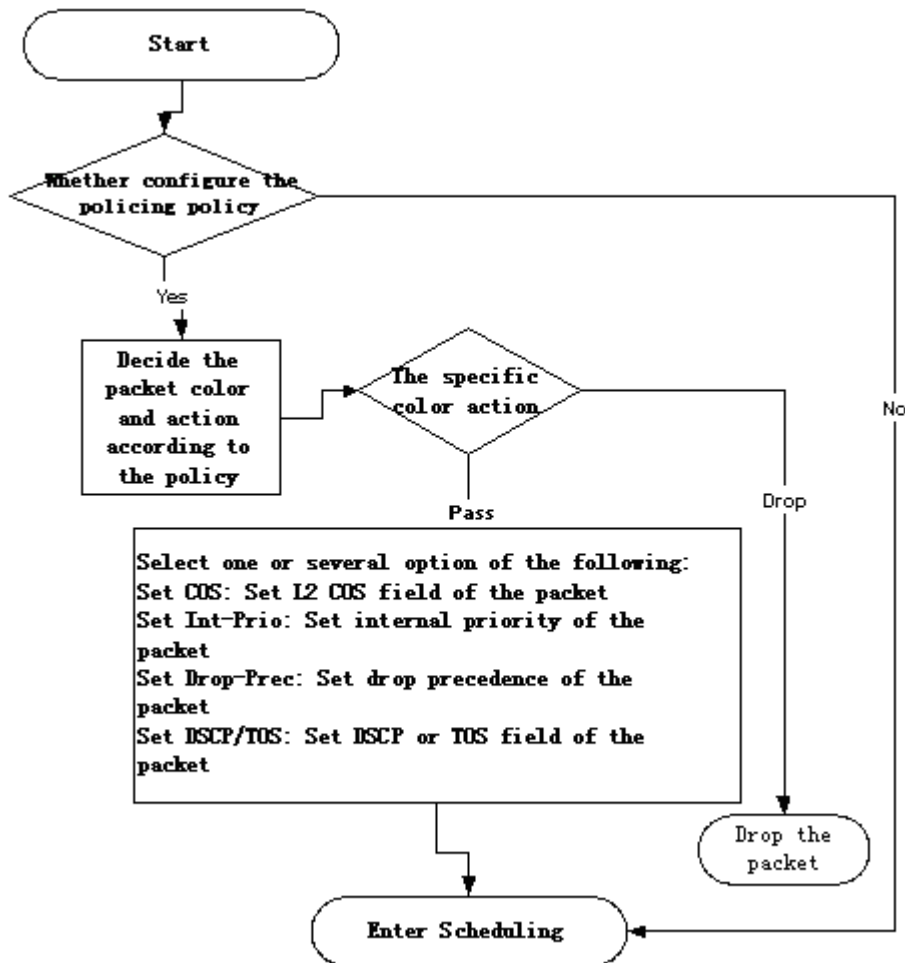 Start
Whether configure the
policing policy
Yes
No
Decide the
packet color
and action
according to
the policy
The specific
color action
Pass
Drop
Select one or several option of the following:
Set COS: Set L2 COS field of the packet
Set Int-Prio: Set internal priority of the
packet
Set Drop-Prec: Set drop precedence of the
packet
Set DSCP/TOS: Set DSCP or TOS field of the
packet
Drop the
packet
Enter Scheduling